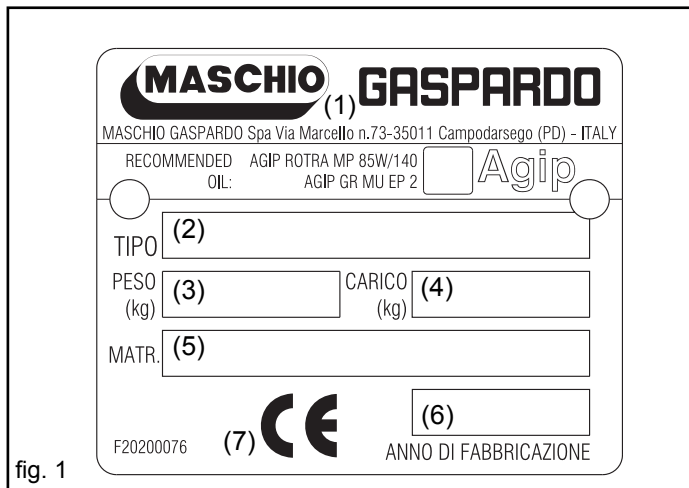 MASCHIO (1) GASPARDO
MASCHIO GASPARDO Spa Via Marcello n.73-35011 Campodarsego (PD) - ITALY
RECOMMENDED AGIP ROTRA MP 85W/140
OIL: AGIP GR MU EP 2
Agip
TIPO (2)
PESO (kg) (3) CARICO (kg) (4)
MATR. (5)
(6)
F20200076 (7) CE ANNO DI FABBRICAZIONE
fig. 1